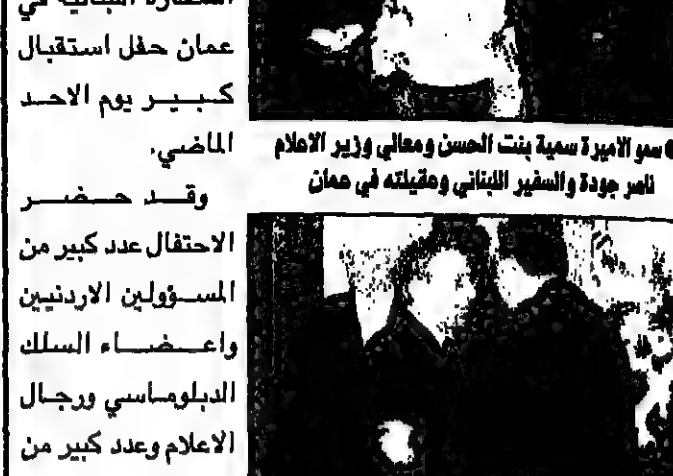 السفارة اللبنانية في
عمان حفل استقبال
كبير يوم الاحد
الماضي.
وقد حضر
الاحتفال عدد كبير من
المسؤولين الاردنيين
واعضاء السلك
الدبلوماسي ورجال
الاعلام وعدد كبير من
سمو الاميرة سمية بنت الحسن ومعالي وزير الاعلام
ناصر جودة والسفير اللبناني وعقيلته في عمان